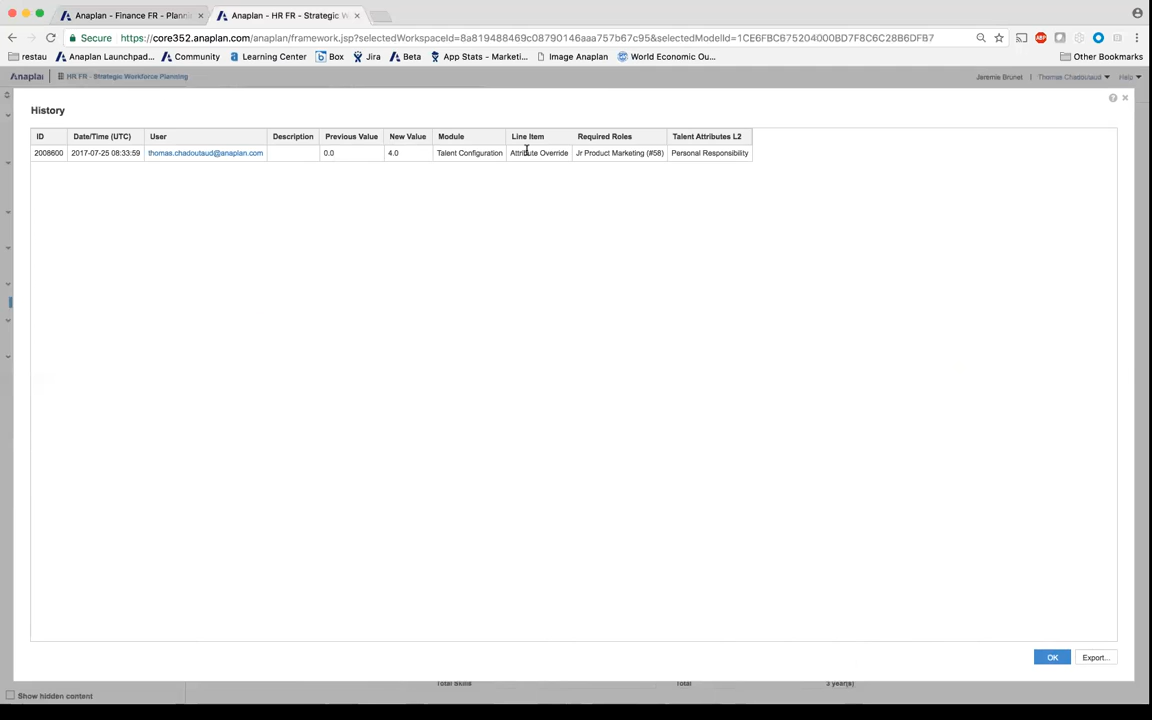 Anaplan - Finance FR - Plannin
Anaplan - HR FR - Strategic W
Secure
https://core352.anaplan.com/anaplan/framework.jsp?selectedWorkspaceId=8a819488469c08790146aaa757b67c95&selectedModelId=1CE6FBC675204000BD7F8C6C28B6DFB7
restau
Anaplan Launchpad...
Community
Learning Center
Box
Jira
Beta
App Stats - Marketi...
Image Anaplan
World Economic Ou...
Other Bookmarks
Anaplan
HR FR - Strategic Workforce Planning
Jeremie Brunet
Thomas Chadoutaud
Help
History
ID Date/Time (UTC) User Description Previous Value New Value Module Line Item Required Roles Talent Attributes L2
2008600 2017-07-25 08:33:59 thomas.chadoutaud@anaplan.com 0.0 4.0 Talent Configuration Attribute Override Jr Product Marketing (#58) Personal Responsibility
OK
Export...
Total Skills
Total
3 year(s)
Show hidden content